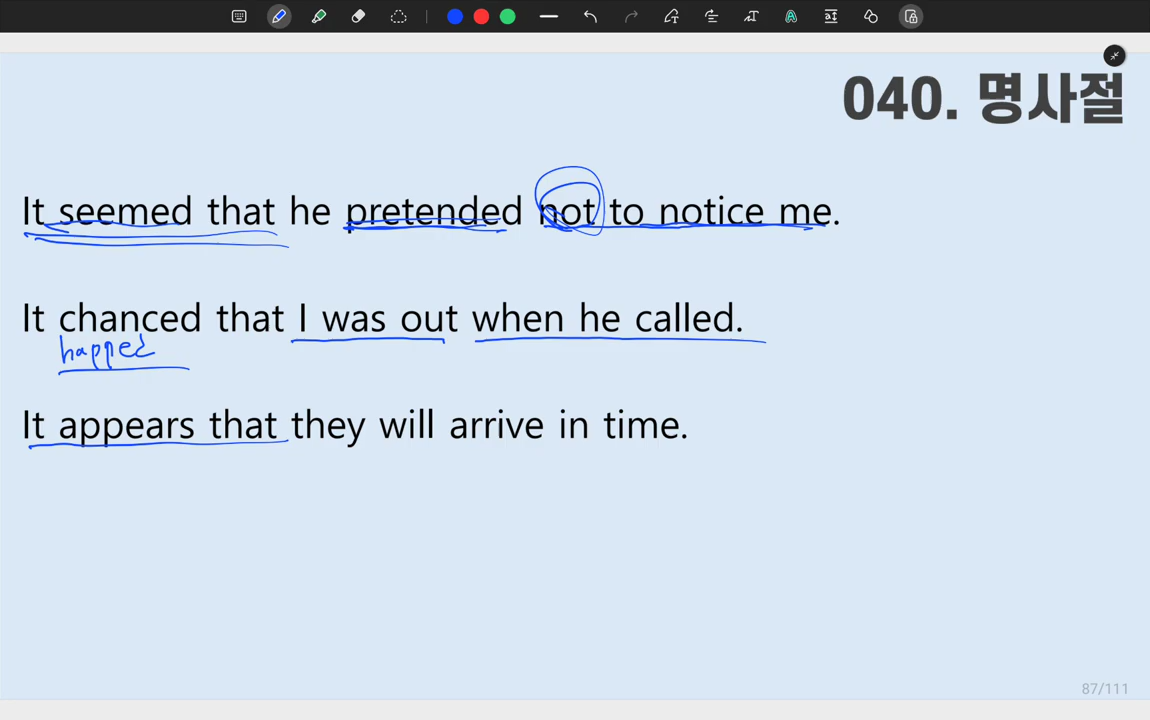 040. 명사절
It seemed that he pretended not to notice me.
It chanced that I was out when he called.
happed
It appears that they will arrive in time.
87/111